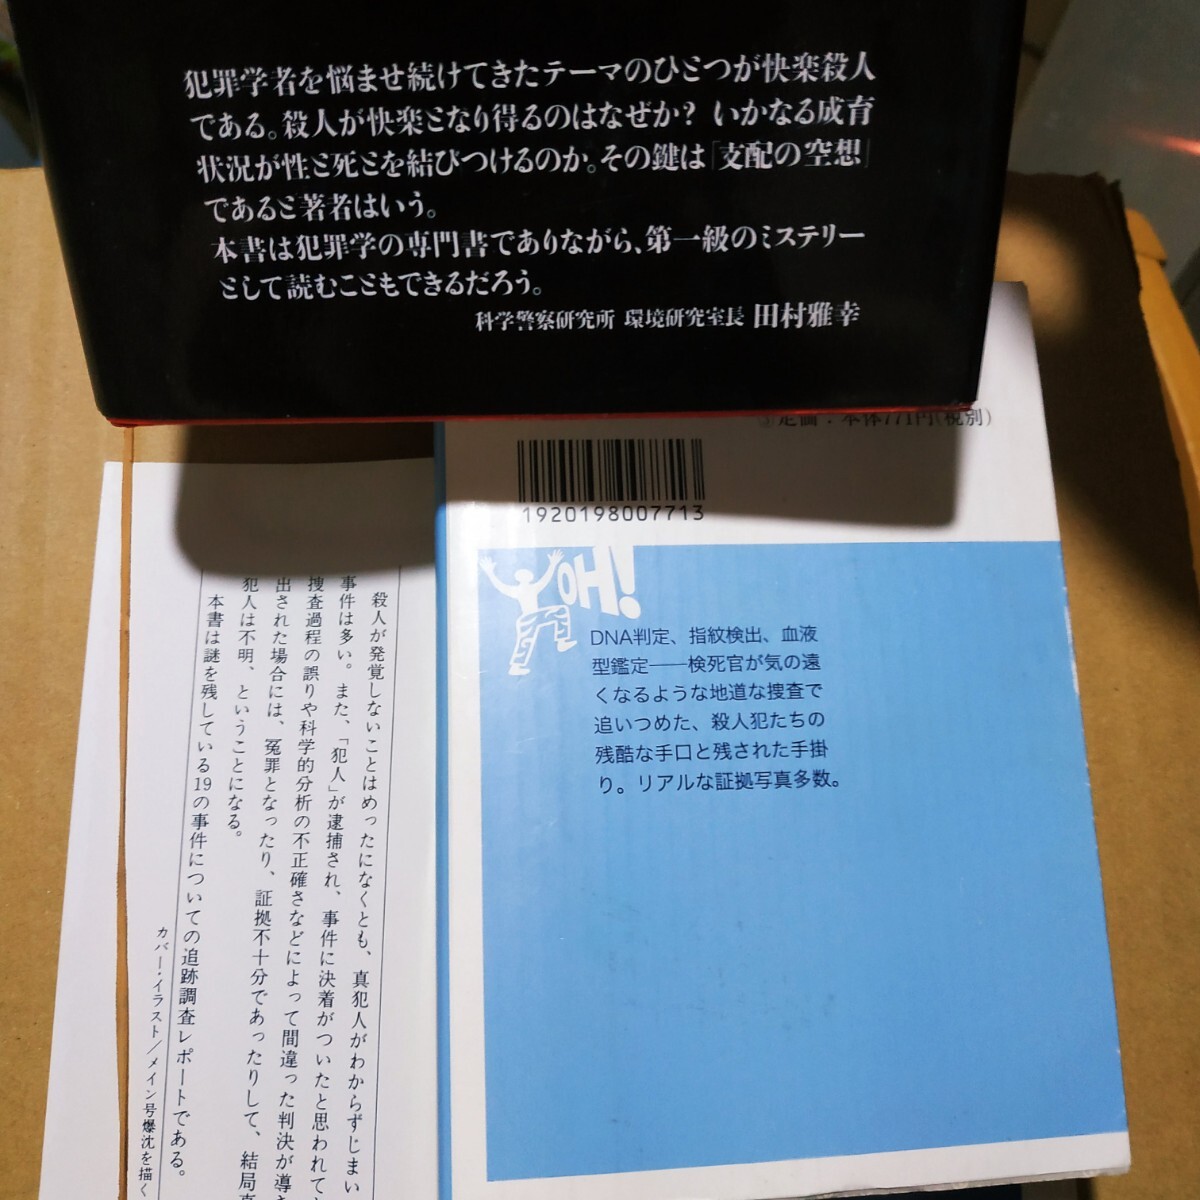 犯罪学者を悩ませ続けてきたテーマのひとつが快楽殺人
である。殺人が快楽となり得るのはなぜか? いかなる成育
状況が性と死とを結びつけるのか。その鍵は「支配の空想」
であると著者はいう。
本書は犯罪学の専門書でありながら、第一級のミステリー
として読むこともできるだろう。
科学警察研究所 環境研究室長 田村雅幸
定価:本体771円(税別)
1920198007713
OH!
DNA判定、指紋検出、血液
型鑑定――検死官が気の遠
くなるような地道な捜査で
追いつめた、殺人犯たちの
残酷な手口と残された手掛
り。リアルな証拠写真多数。
殺人が発覚しないことはめったになくとも、真犯人がわからずじまい
事件は多い。また、「犯人」が逮捕され、事件に決着がついたと思われて
捜査過程の誤りや科学的分析の不正確さなどによって間違った判決が導
出された場合には、冤罪となったり、証拠不十分であったりして、結局
犯人は不明、ということになる。
本書は謎を残している19の事件についての追跡調査レポートである。
カバー・イラスト/メイン号爆沈を描く